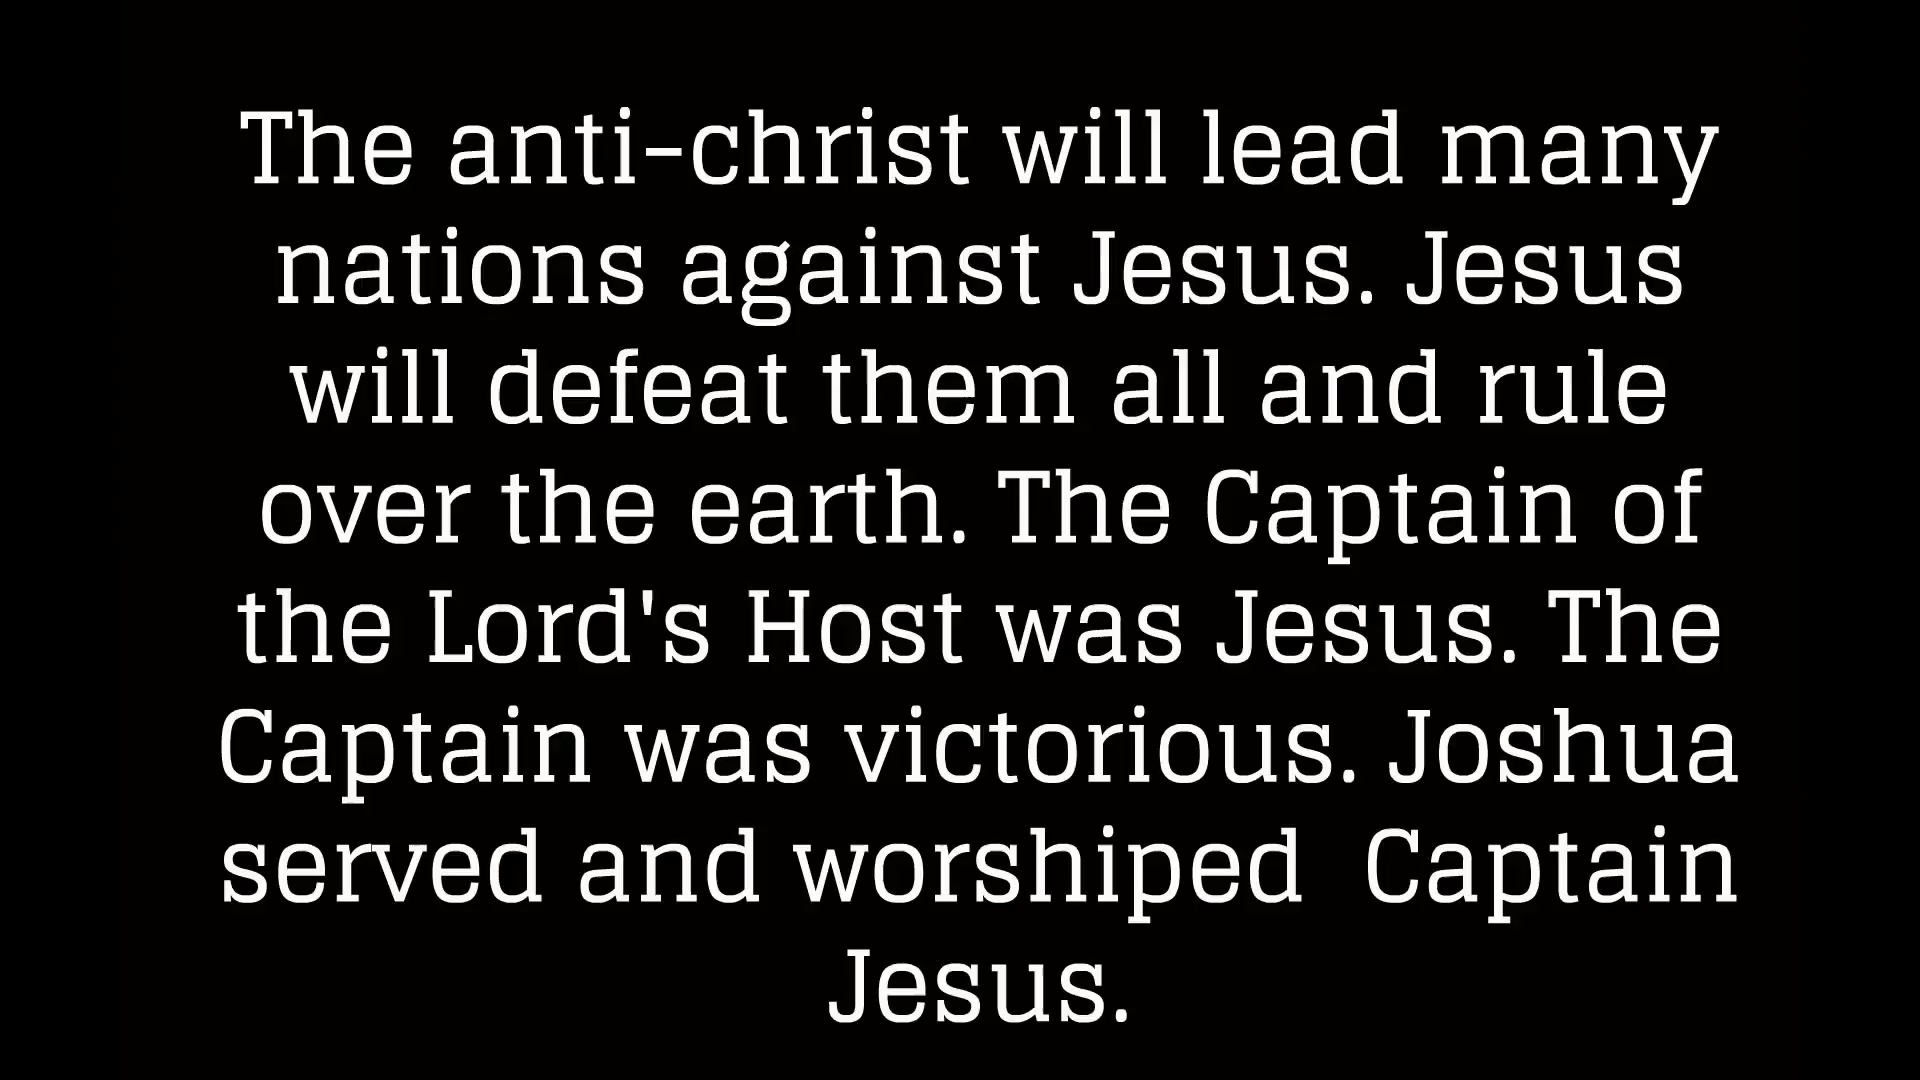 The anti-christ will lead many
nations against Jesus. Jesus
will defeat them all and rule
over the earth. The Captain of
the Lord's Host was Jesus. The
Captain was victorious. Joshua
served and worshiped  Captain
Jesus.